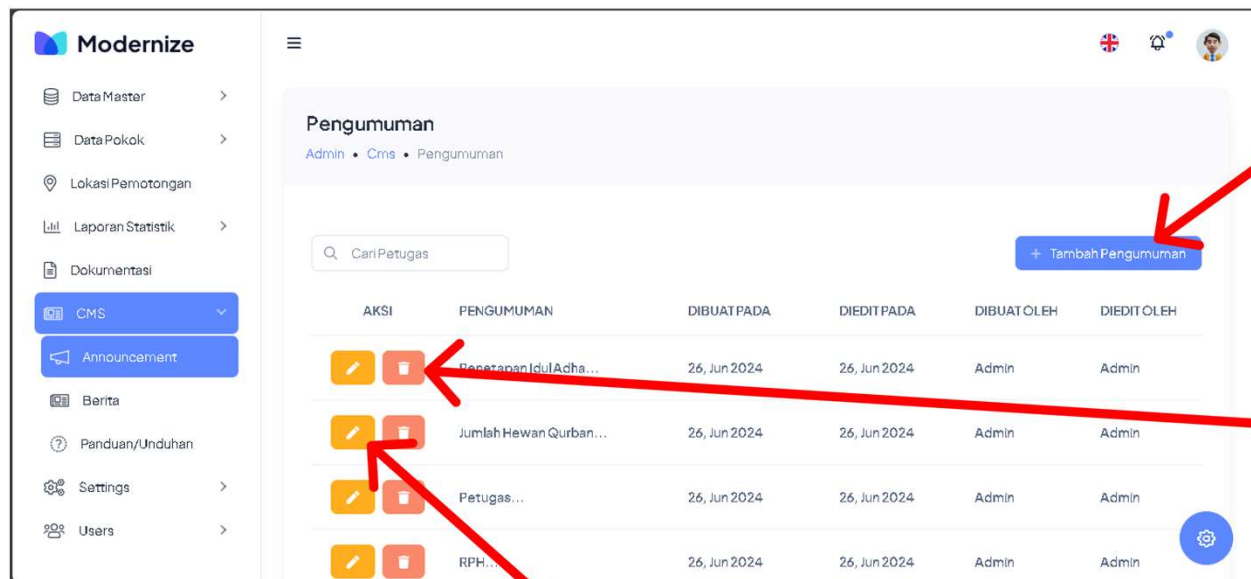 Modernize
Data Master
Data Pokok
Lokasi Pemotongan
Laporan Statistik
Dokumentasi
CMS
Announcement
Berita
Panduan/Unduhan
Settings
Users
Pengumuman
Admin • Cms • Pengumuman
Cari Petugas
+ Tambah Pengumuman
AKSI PENGUMUMAN DIBUAT PADA DIEDIT PADA DIBUAT OLEH DIEDIT OLEH
Penetapan Idul Adha... 26, Jun 2024 26, Jun 2024 Admin Admin
Jumlah Hewan Qurban... 26, Jun 2024 26, Jun 2024 Admin Admin
Petugas... 26, Jun 2024 26, Jun 2024 Admin Admin
RPH... 26, Jun 2024 26, Jun 2024 Admin Admin